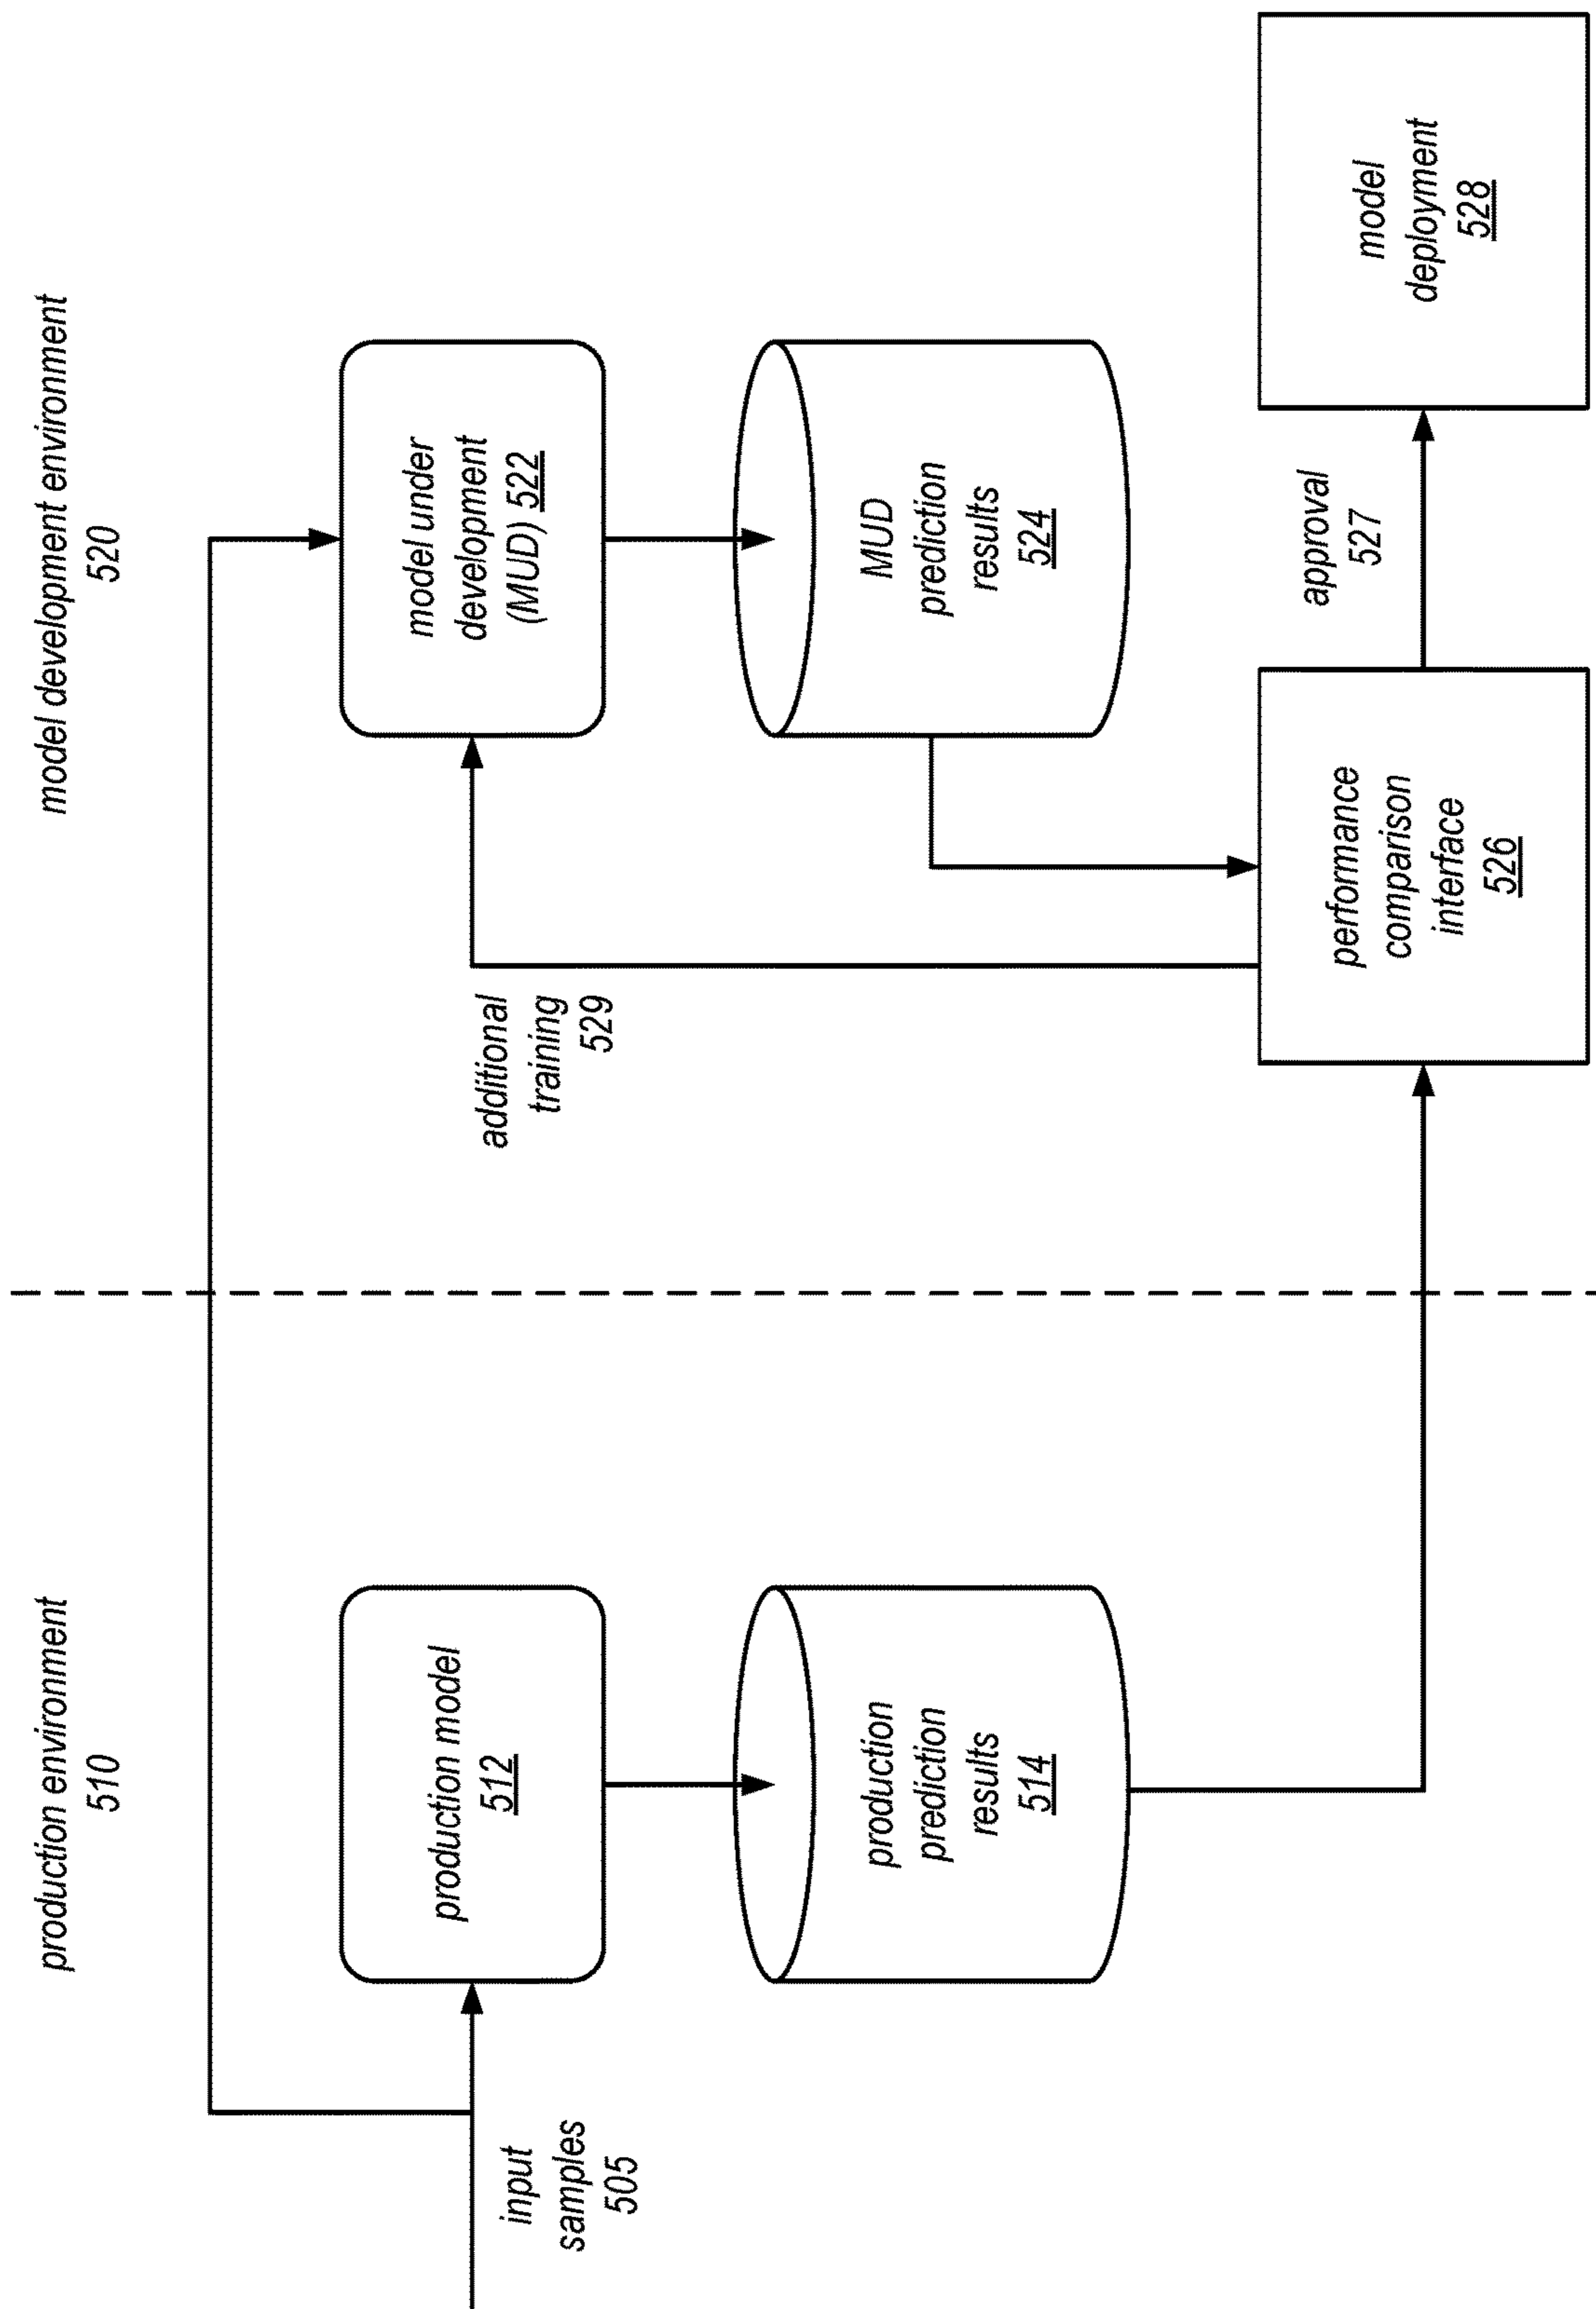 production environment
510
model development environment
520
input
samples
505
production model
512
production
prediction
results
514
additional
training
529
model under
development
(MUD) 522
MUD
prediction
results
524
performance
comparison
interface
526
approval
527
model
deployment
528